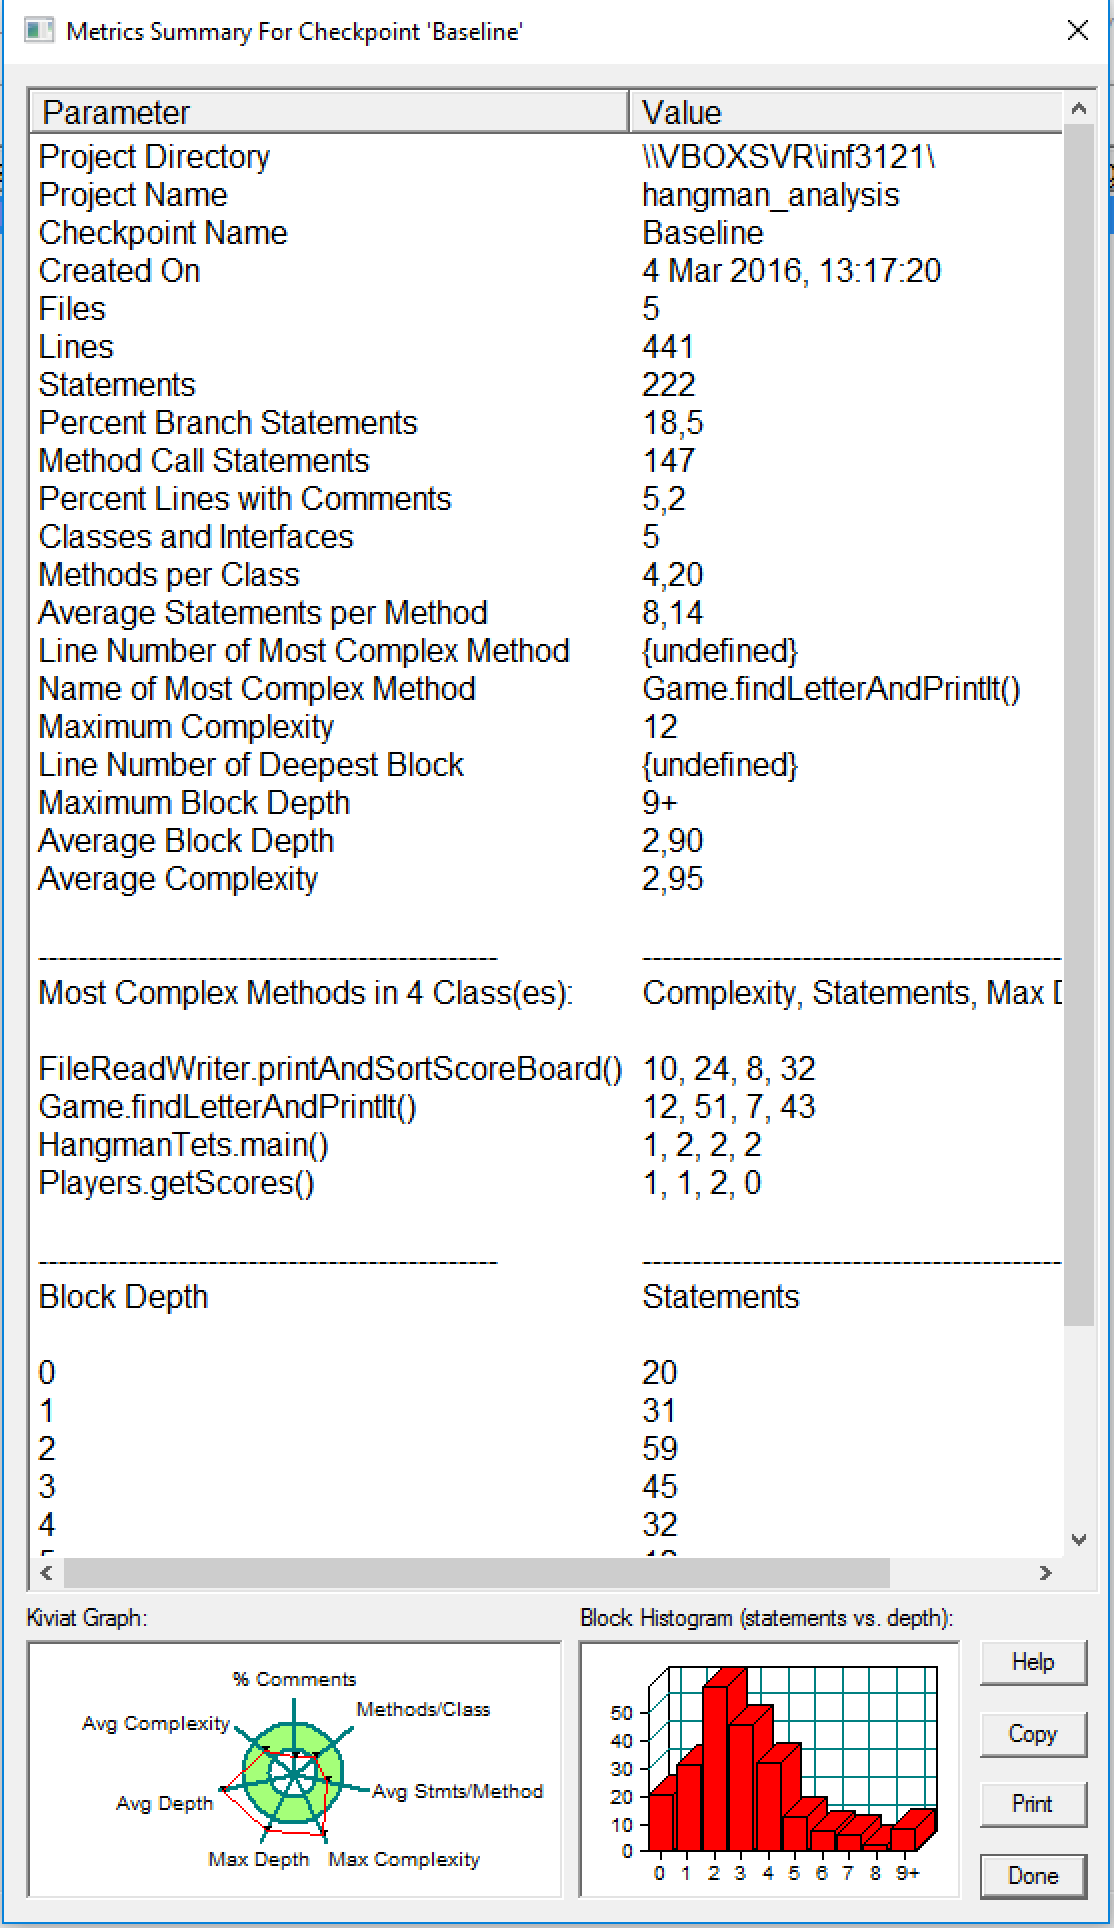 Metrics Summary For Checkpoint 'Baseline'
Parameter Value
Project Directory \\VBOXSVR\inf3121\
Project Name hangman_analysis
Checkpoint Name Baseline
Created On 4 Mar 2016, 13:17:20
Files 5
Lines 441
Statements 222
Percent Branch Statements 18,5
Method Call Statements 147
Percent Lines with Comments 5,2
Classes and Interfaces 5
Methods per Class 4,20
Average Statements per Method 8,14
Line Number of Most Complex Method {undefined}
Name of Most Complex Method Game.findLetterAndPrintIt()
Maximum Complexity 12
Line Number of Deepest Block {undefined}
Maximum Block Depth 9+
Average Block Depth 2,90
Average Complexity 2,95
Most Complex Methods in 4 Class(es): Complexity, Statements, Max
FileReadWriter.printAndSortScoreBoard() 10, 24, 8, 32
Game.findLetterAndPrintIt() 12, 51, 7, 43
HangmanTets.main() 1, 2, 2, 2
Players.getScores() 1, 1, 2, 0
Block Depth Statements
0 20
1 31
2 59
3 45
4 32
Kiviat Graph:
% Comments
Methods/Class
Avg Complexity
Avg Stmts/Method
Avg Depth
Max Depth Max Complexity
Block Histogram (statements vs. depth):
50
40
30
20
10
0
0 1 2 3 4 5 6 7 8 9+
Help
Copy
Print
Done